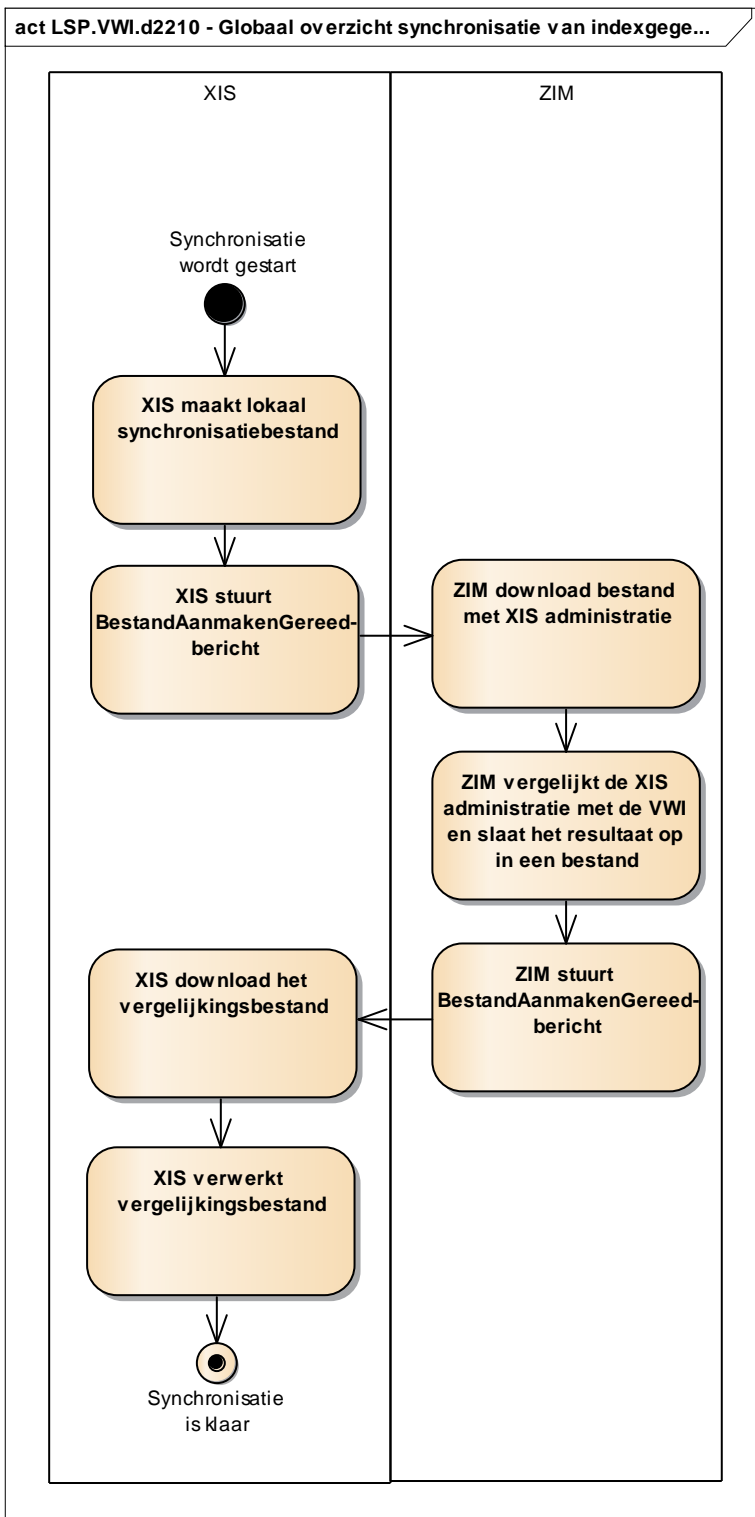 act LSP.VWI.d2210 - Globaal overzicht synchronisatie van indexgege...
XIS
ZIM
Synchronisatie
wordt gestart
XIS maakt lokaal
synchronisatiebestand
XIS stuurt
BestandAanmakenGereed-
bericht
ZIM download bestand
met XIS administratie
ZIM vergelijkt de XIS
administratie met de VWI
en slaat het resultaat op
in een bestand
ZIM stuurt
BestandAanmakenGereed-
bericht
XIS download het
vergelijkingsbestand
XIS verwerkt
vergelijkingsbestand
Synchronisatie
is klaar